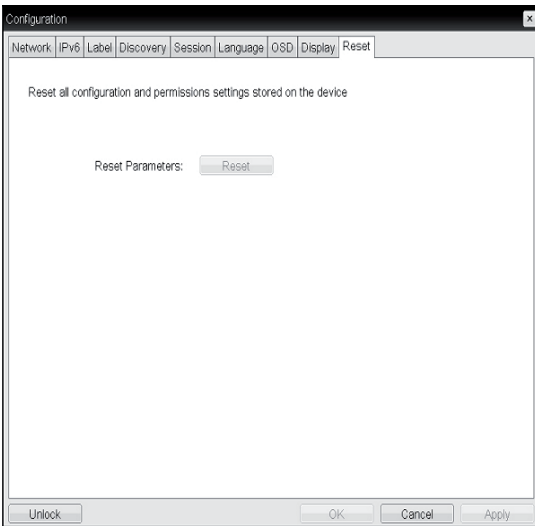 Configuration
Network IPv6 Label Discovery Session Language OSD Display Reset
Reset all configuration and permissions settings stored on the device
Reset Parameters: Reset
Unlock OK Cancel Apply